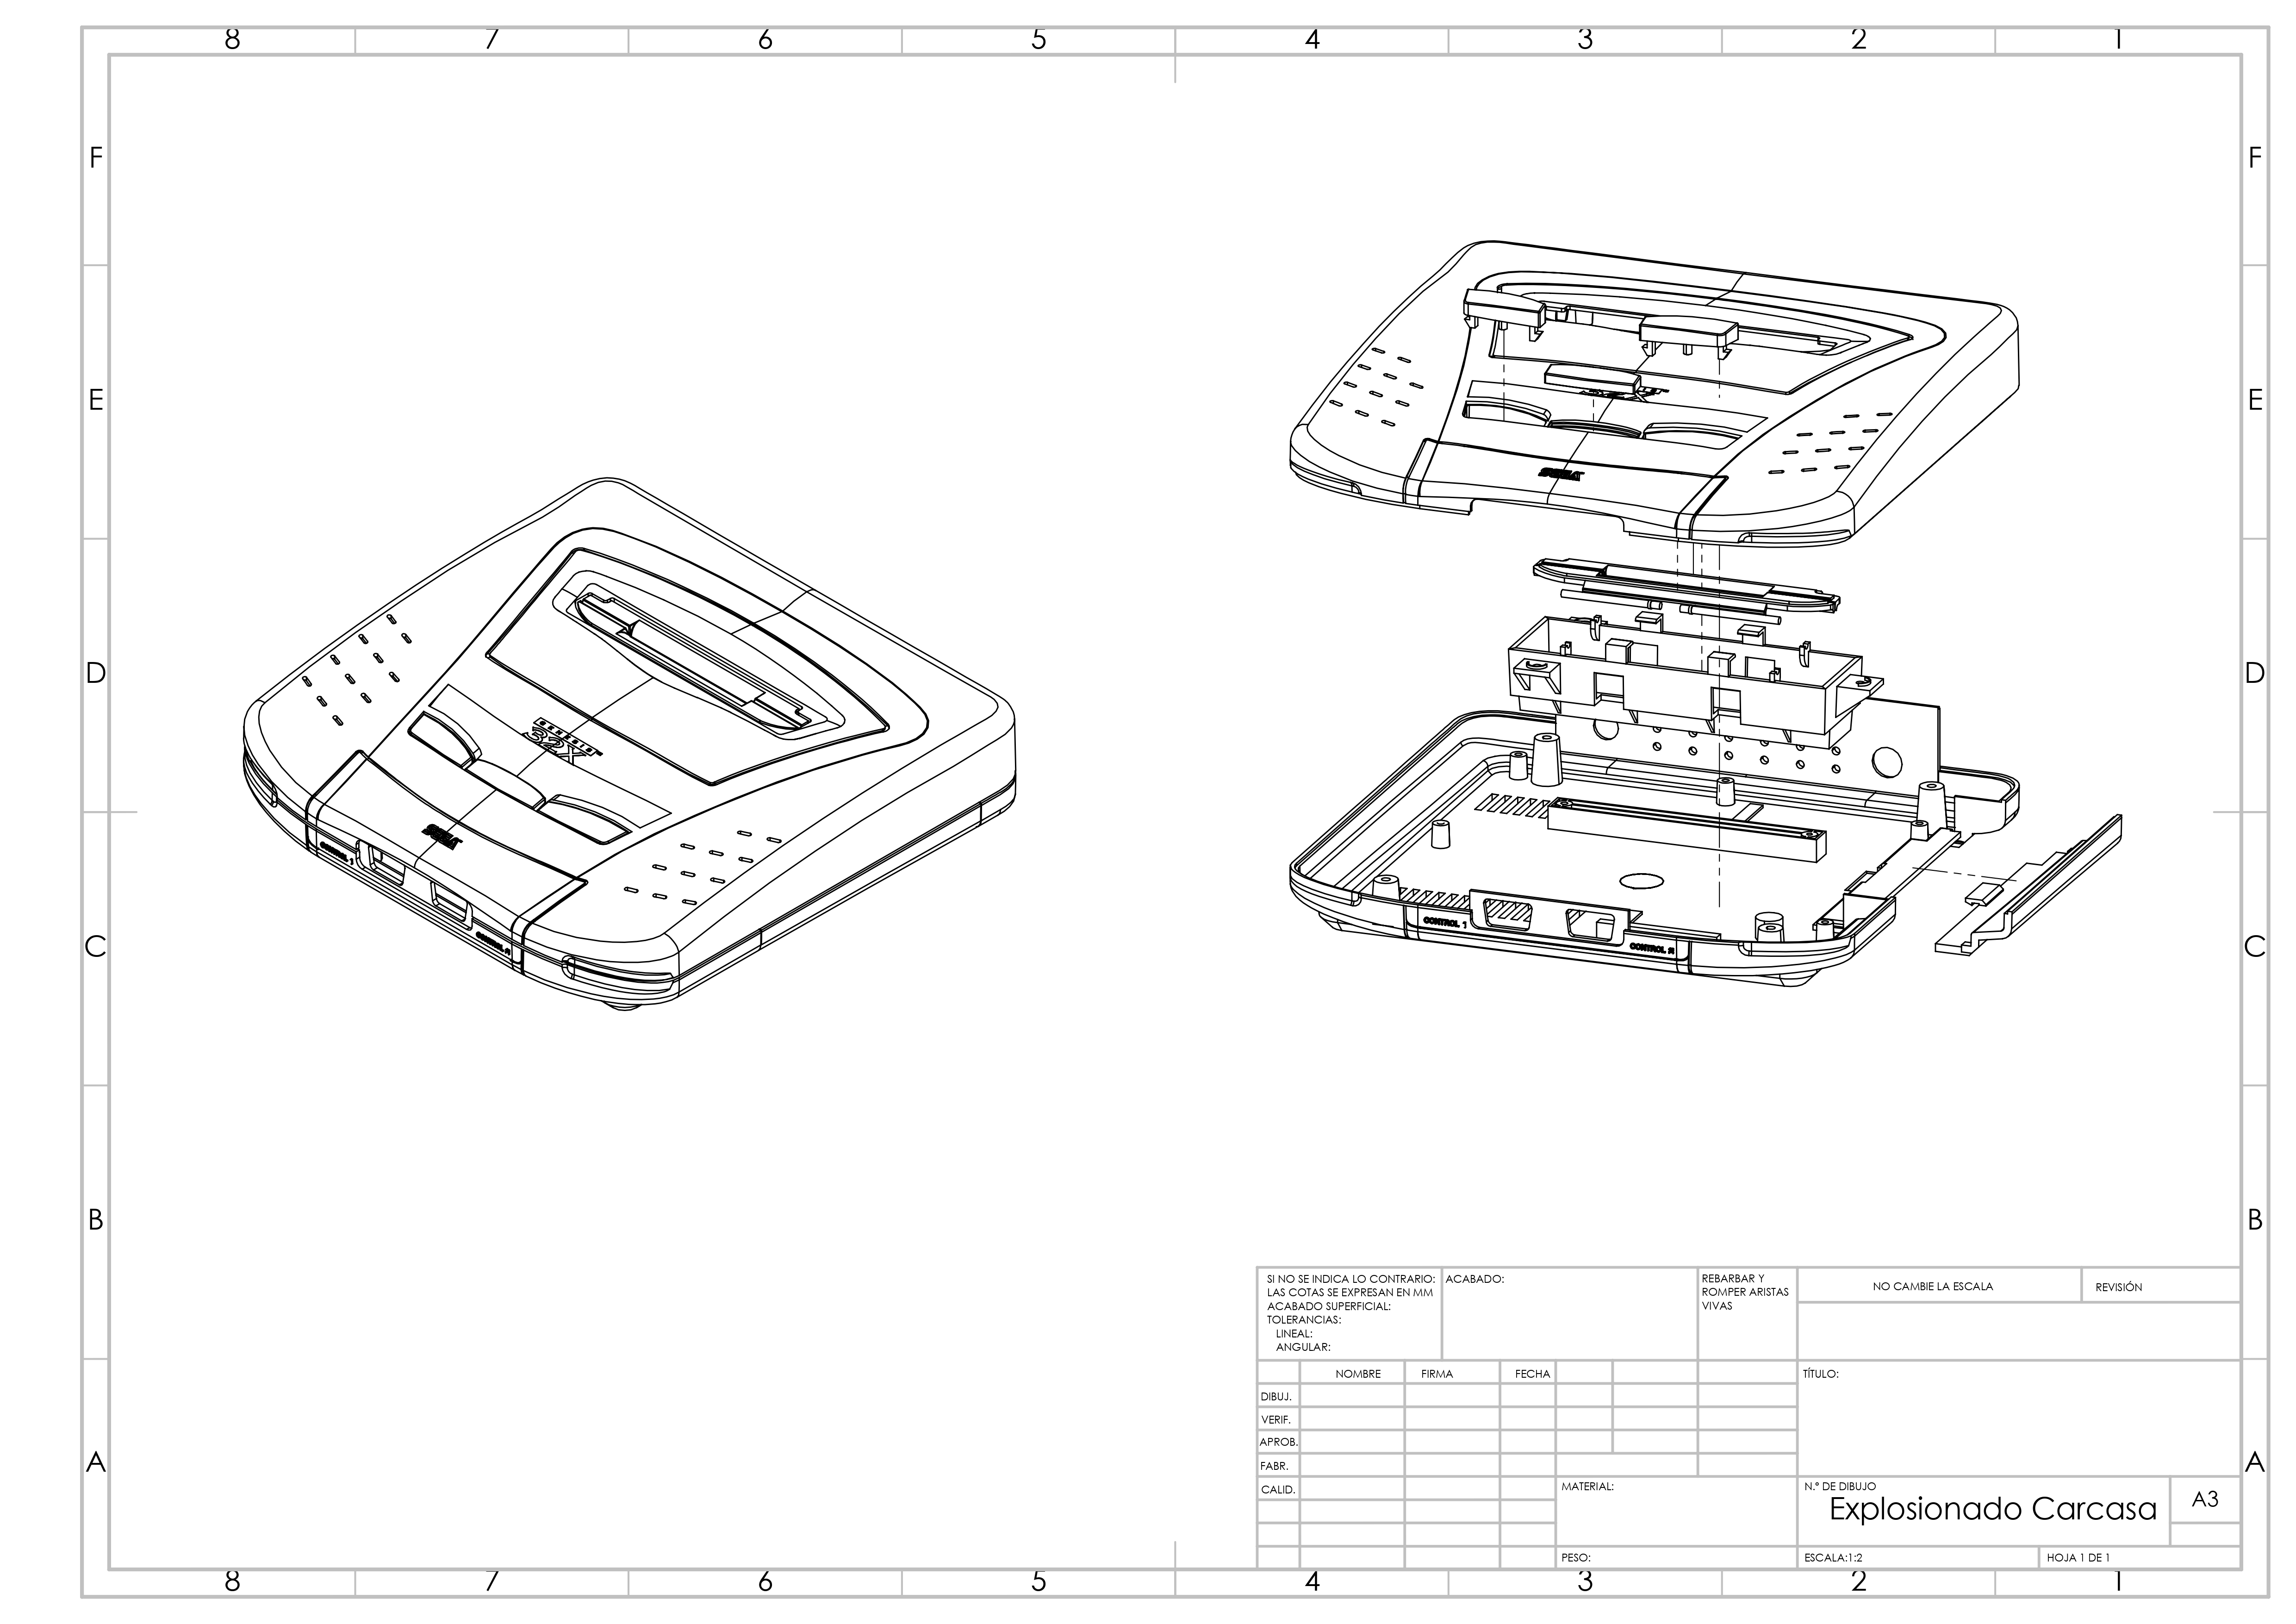 8 7 6 5 4 3 2 1
F F
E E
D D
C C
B B
A A
GENESIS
32X
SEGA
CONTROL 1
CONTROL 2
32X
SEGA
CONTROL 1
CONTROL 2
SI NO SE INDICA LO CONTRARIO:
LAS COTAS SE EXPRESAN EN MM
ACABADO SUPERFICIAL:
TOLERANCIAS:
LINEAL:
ANGULAR:
ACABADO:
REBARBAR Y
ROMPER ARISTAS
VIVAS
NO CAMBIE LA ESCALA
REVISIÓN
NOMBRE FIRMA FECHA
DIBUJ.
VERIF.
APROB.
FABR.
CALID.
TÍTULO:
MATERIAL:
PESO:
N.º DE DIBUJO
Explosionado Carcasa
A3
ESCALA:1:2
HOJA 1 DE 1
8 7 6 5 4 3 2 1